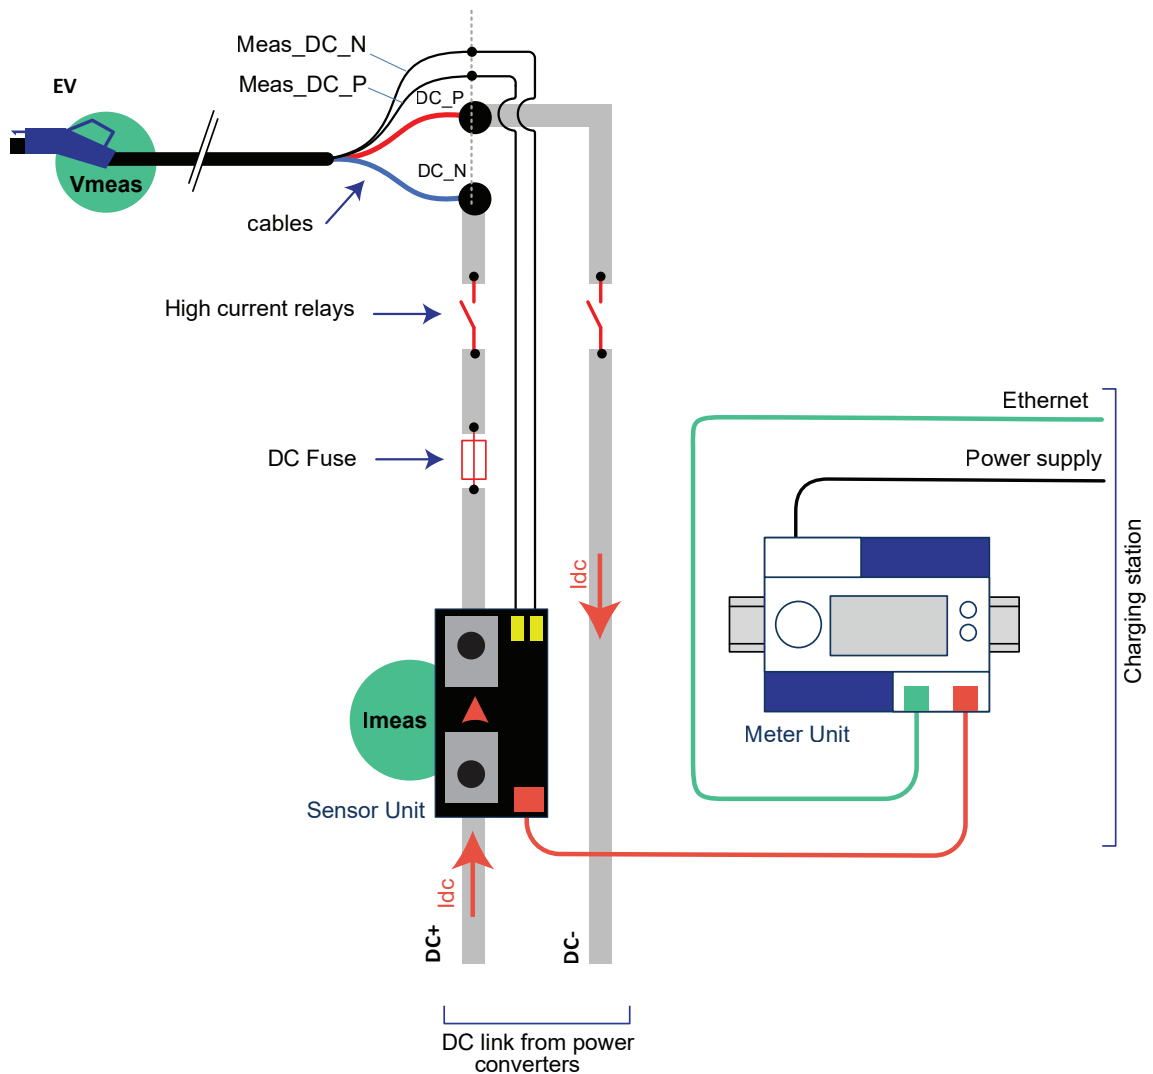 Meas_DC_N
EV
Meas_DC_P
DC_P
DC_N
Vmeas
cables
High current relays
Ethernet
DC Fuse
Power supply
Idc
Charging station
Imeas
Meter Unit
Sensor Unit
Idc
DC+
DC-
DC link from power
converters